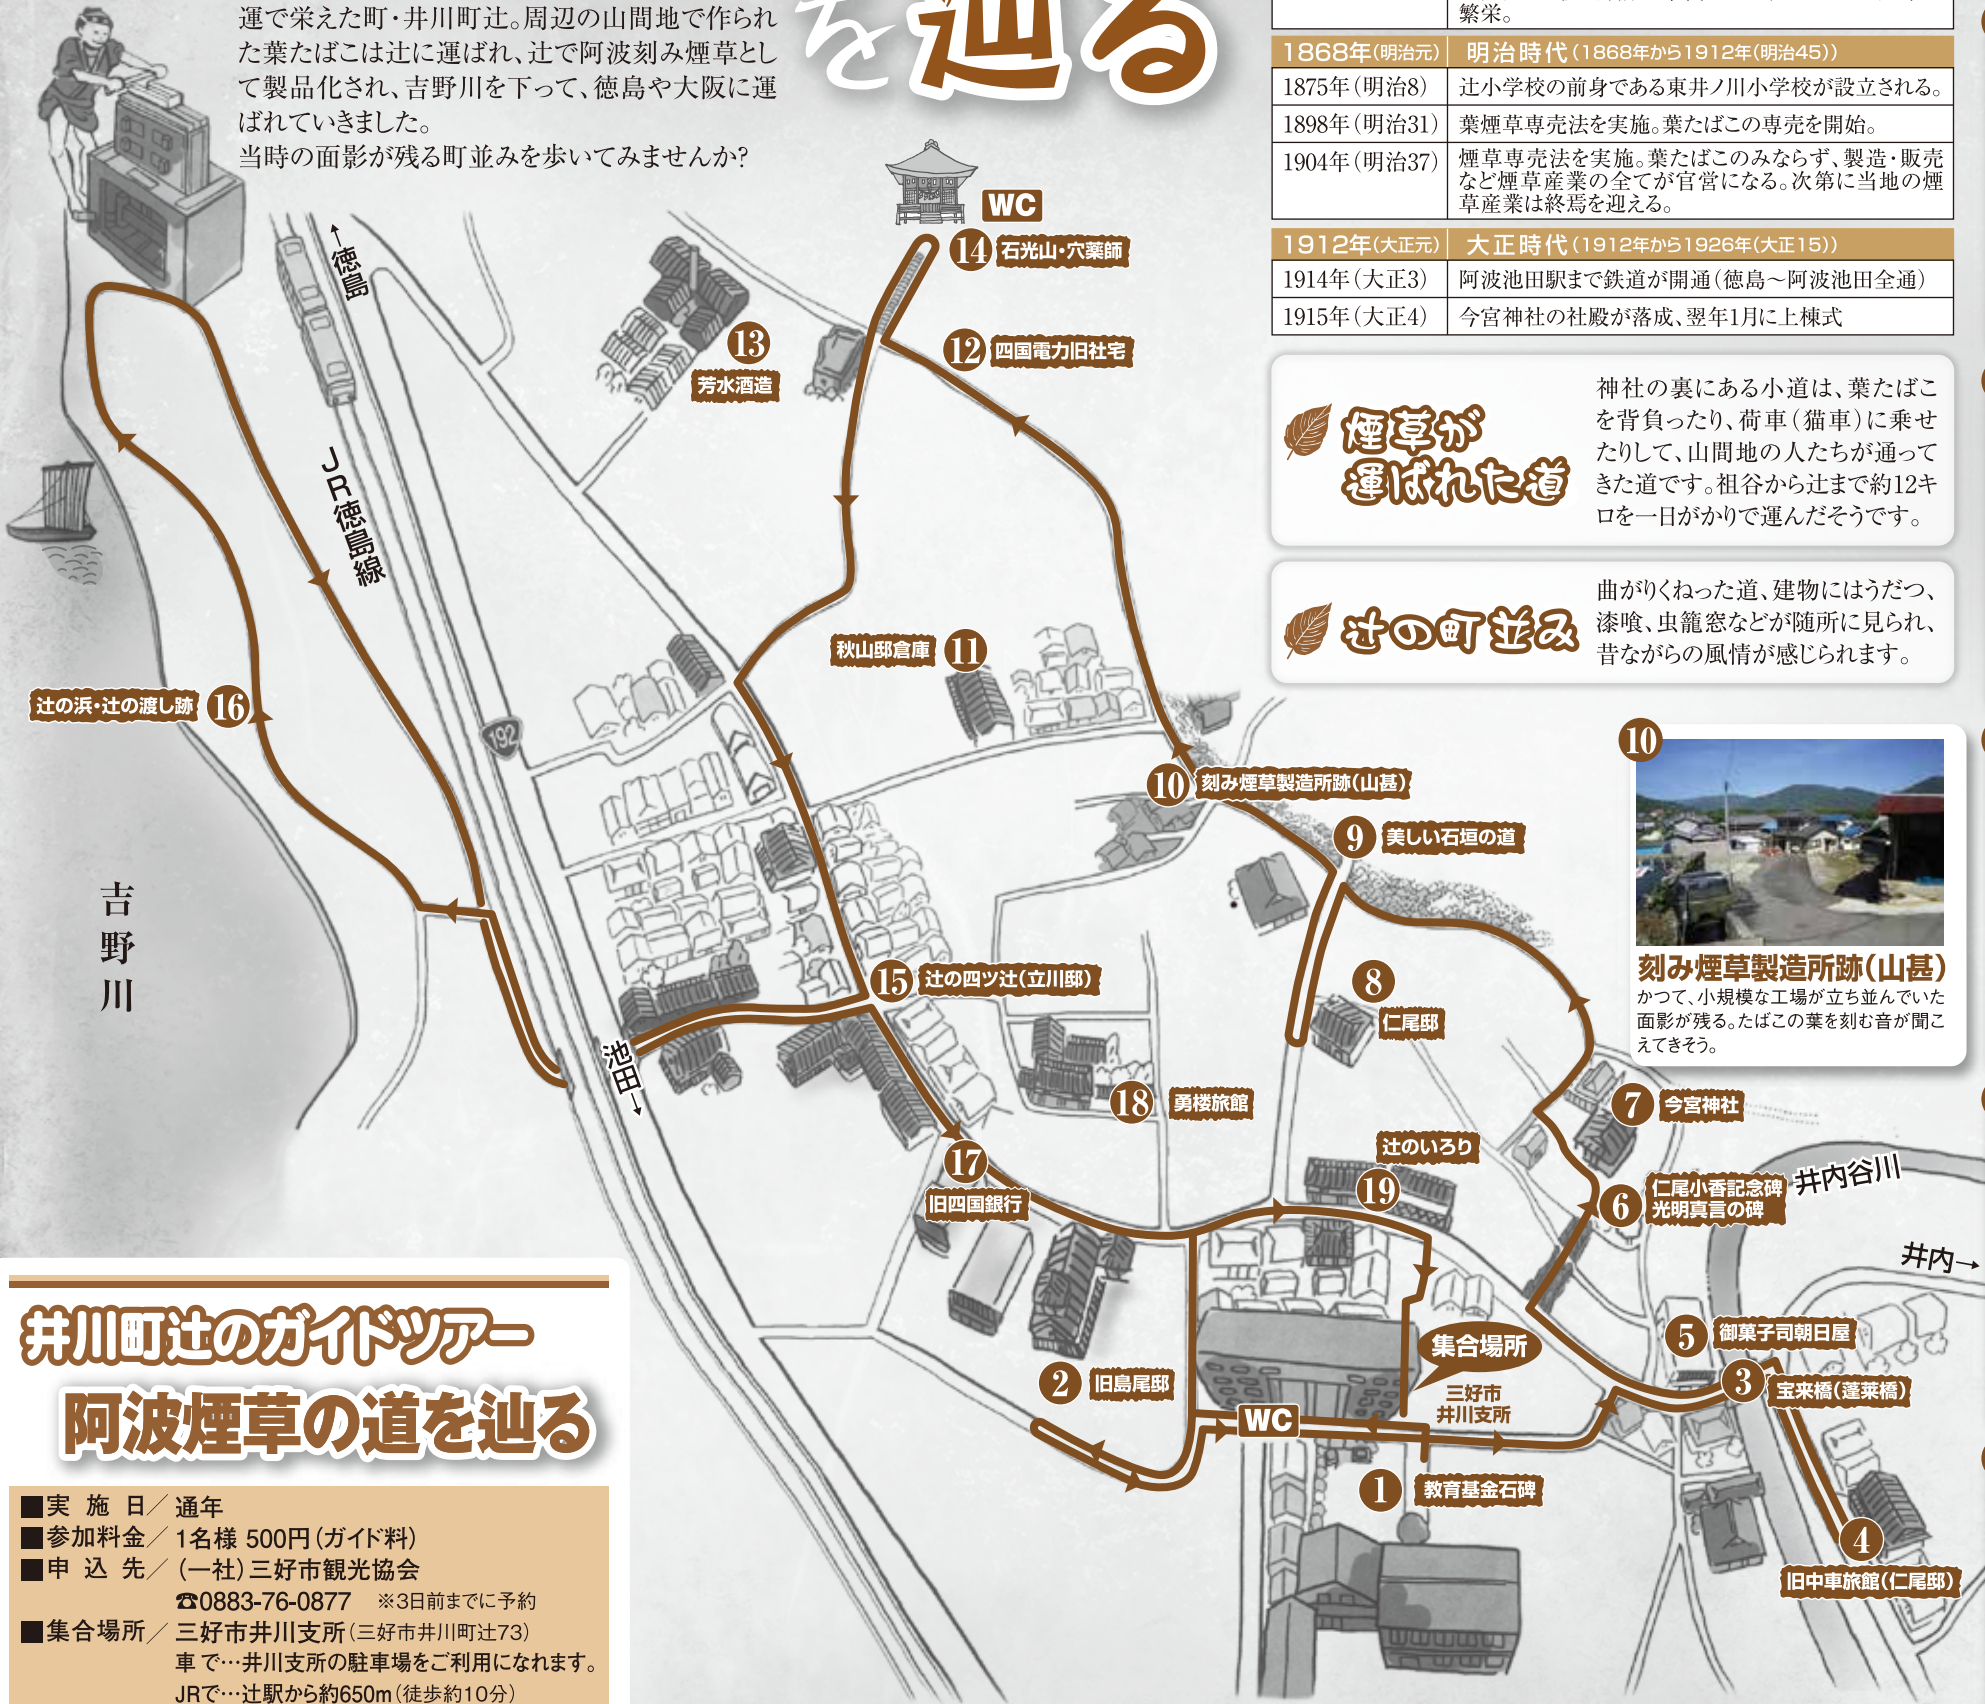 運で栄えた町・井川町辻。周辺の山間地で作られ
た葉たばこは辻に運ばれ、辻で阿波刻み煙草とし
て製品化され、吉野川を下って、徳島や大阪に運
ばれていきました。
当時の面影が残る町並みを歩いてみませんか?
を辿る
繁栄。
1868年(明治元) 明治時代(1868年から1912年(明治45))
1875年(明治8) 辻小学校の前身である東井ノ川小学校が設立される。
1898年(明治31) 葉煙草専売法を実施。葉たばこの専売を開始。
1904年(明治37) 煙草専売法を実施。葉たばこのみならず、製造・販売
など煙草産業の全てが官営になる。次第に当地の煙
草産業は終焉を迎える。
1912年(大正元) 大正時代(1912年から1926年(大正15))
1914年(大正3) 阿波池田駅まで鉄道が開通(徳島〜阿波池田全通)
1915年(大正4) 今宮神社の社殿が落成、翌年1月に上棟式
煙草が
運ばれた道
神社の裏にある小道は、葉たばこ
を背負ったり、荷車(猫車)に乗せ
たりして、山間地の人たちが通って
きた道です。祖谷から辻まで約12キ
ロを一日がかりで運んだそうです。
辻の町並み
曲がりくねった道、建物にはうだつ、
漆喰、虫籠窓などが随所に見られ、
昔ながらの風情が感じられます。
10
刻み煙草製造所跡(山甚)
かつて、小規模な工場が立ち並んでいた
面影が残る。たばこの葉を刻む音が聞こ
えてきそう。
WC
14 石光山・穴薬師
←徳島
13
芳水酒造
12 四国電力旧社宅
JR徳島線
秋山邸倉庫 11
辻の浜・辻の渡し跡 16
192
10 刻み煙草製造所跡(山甚)
9 美しい石垣の道
吉野川
15 辻の四ツ辻(立川邸)
8
仁尾邸
池田→
18 勇楼旅館
7 今宮神社
17
旧四国銀行
辻のいろり
19
6 仁尾小香記念碑
光明真言の碑
井内谷川
井内→
5 御菓子司朝日屋
集合場所
三好市
井川支所
2 旧島尾邸
3 宝来橋(蓬莱橋)
WC
1 教育基金石碑
4
旧中車旅館(仁尾邸)
井川町辻のガイドツアー
阿波煙草の道を辿る
■実施日/通年
■参加料金/1名様 500円(ガイド料)
■申込先/(一社)三好市観光協会
☎0883-76-0877 ※3日前までに予約
■集合場所/三好市井川支所(三好市井川町辻73)
車で…井川支所の駐車場をご利用になれます。
JRで…辻駅から約650m(徒歩約10分)